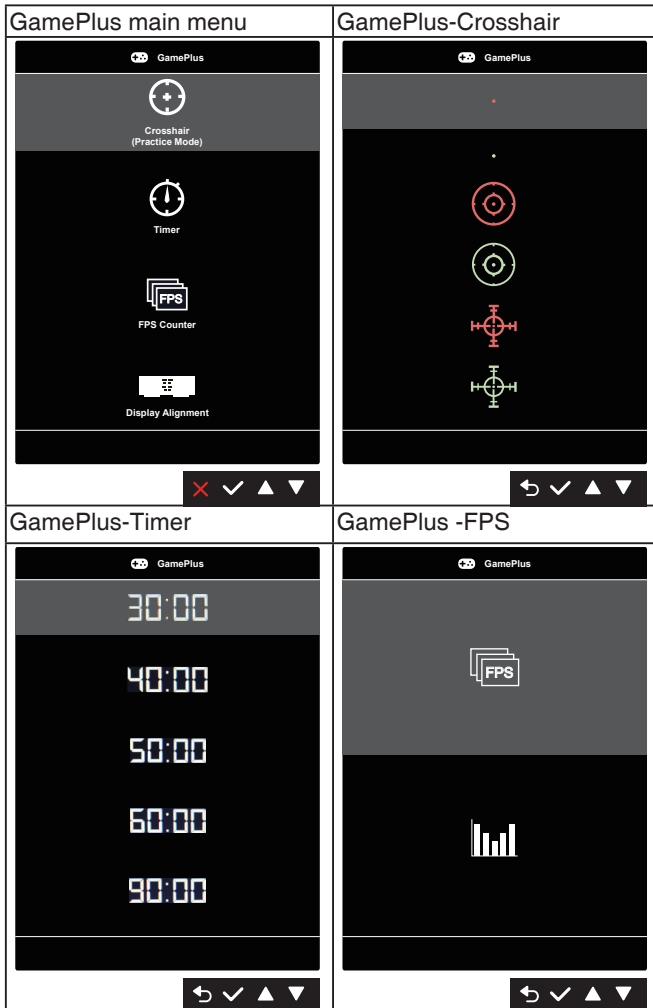 GamePlus main menu
GamePlus-Crosshair
GamePlus
Crosshair
(Practice Mode)
Timer
FPS
FPS Counter
Display Alignment
GamePlus
GamePlus-Timer
GamePlus -FPS
GamePlus
30:00
40:00
50:00
60:00
90:00
GamePlus
FPS